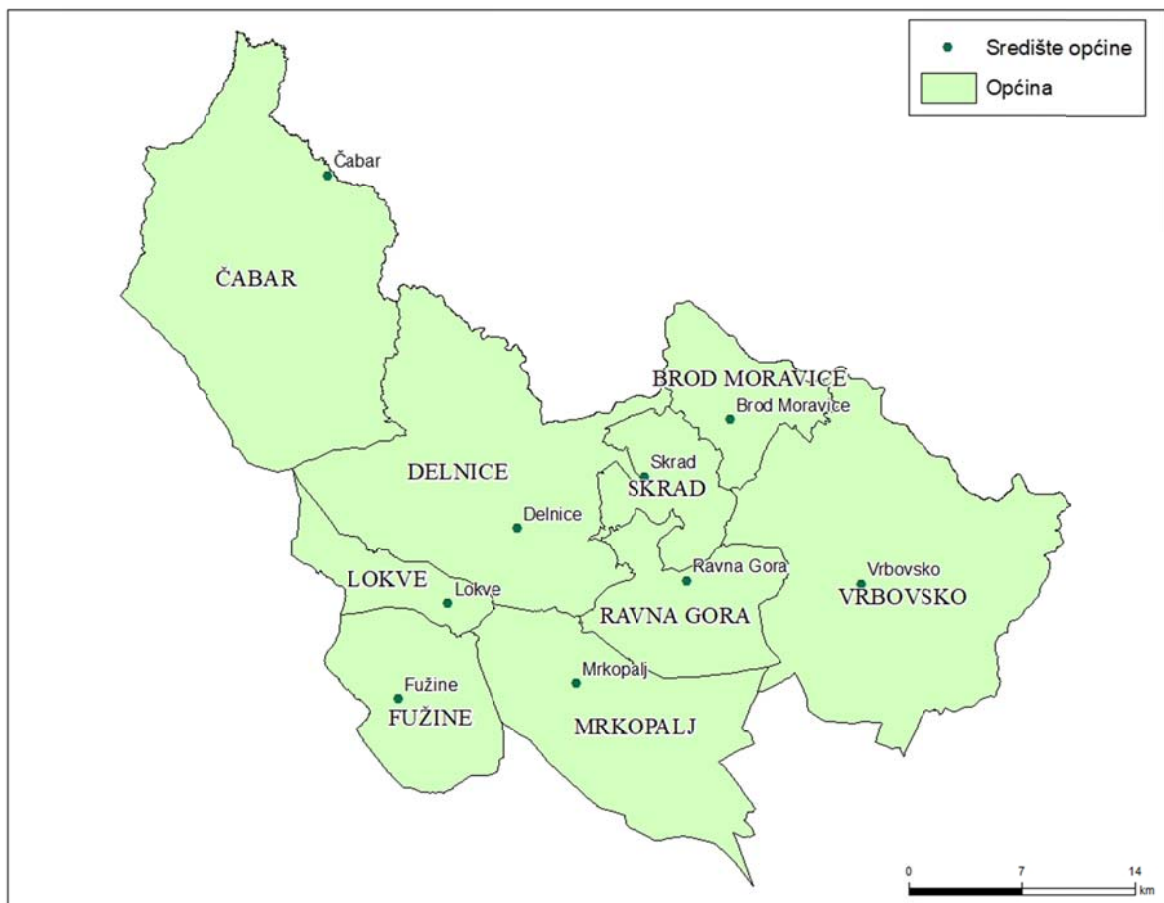 Središte općine
Općina
Čabar
ČABAR
BROD MORAVICE
Brod Moravice
Skrad
SKRAD
DELNICE
Delnice
Ravna Gora
RAVNA GORA
Vrbovsko
VRBOVSKO
LOKVE
Lokve
Mrkopalj
MRKOPALJ
Fužine
FUŽINE
0 7 14
km